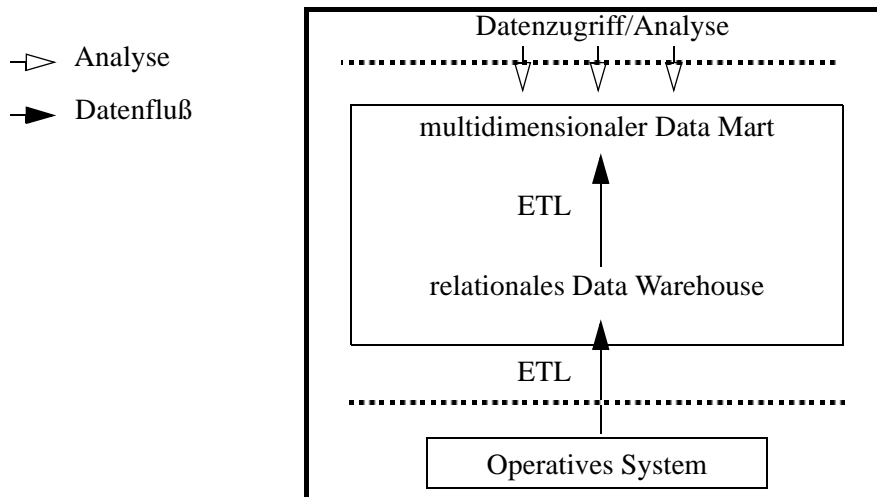 Analyse
Datenfluß
Datenzugriff/Analyse
multidimensionaler Data Mart
ETL
relationales Data Warehouse
ETL
Operatives System